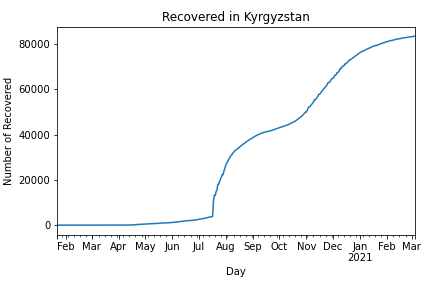 Recovered in Kyrgyzstan
Number of Recovered
80000
60000
40000
20000
0
Feb Mar Apr May Jun Jul Aug Sep Oct Nov Dec Jan Feb Mar
2021
Day